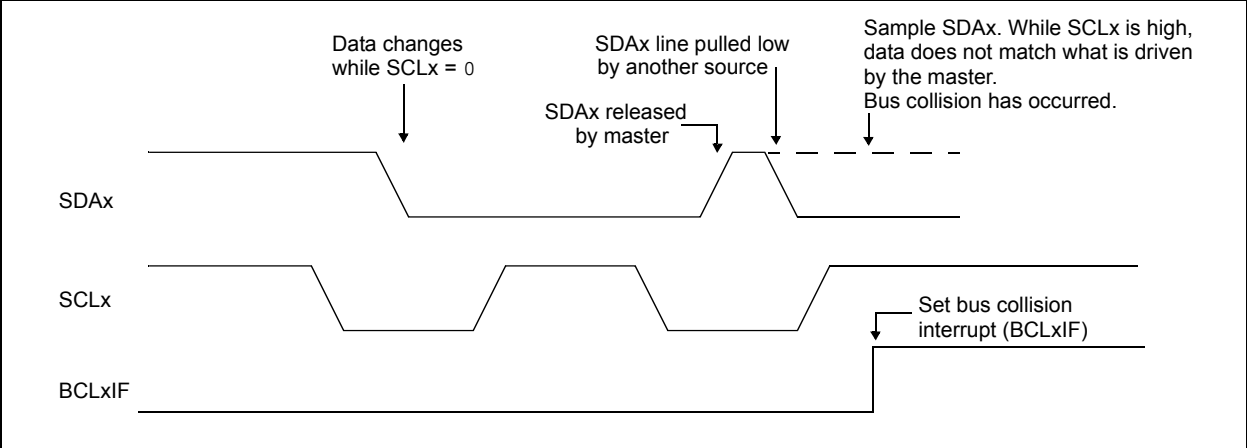 Data changes
while SCLx = 0
SDAx line pulled low
by another source
SDAx released
by master
Sample SDAx. While SCLx is high,
data does not match what is driven
by the master.
Bus collision has occurred.
SDAx
SCLx
Set bus collision
interrupt (BCLxIF)
BCLxIF